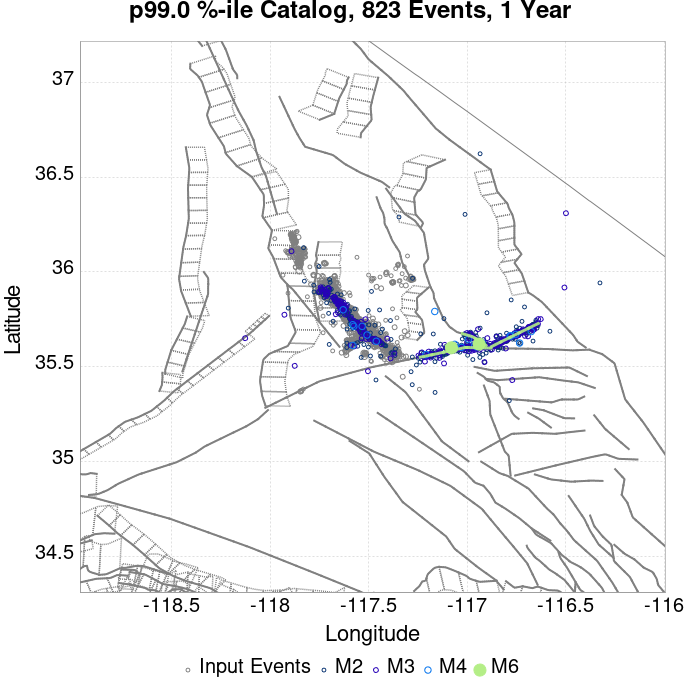 p99.0 %-ile Catalog, 823 Events, 1 Year
37
36.5
36
35.5
35
34.5
Latitude
-118.5 -118 -117.5 -117 -116.5 -116
Longitude
Input Events M2 M3 M4 M6